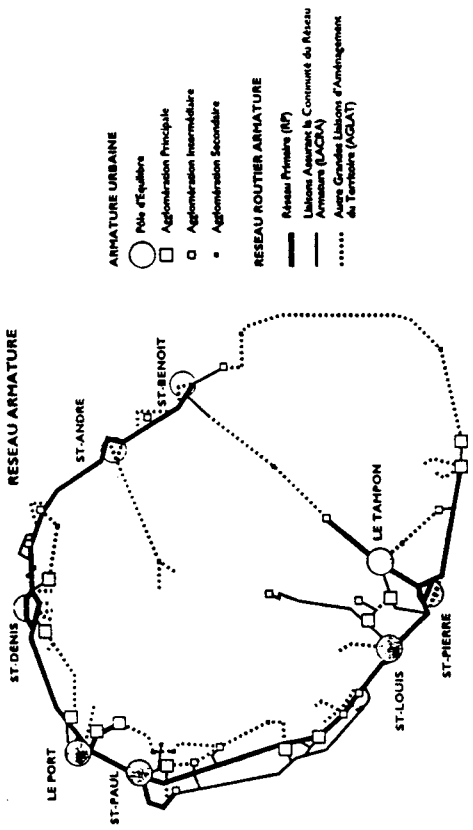 RESEAU ARMATURE
ST-DENIS
LE PORT
ST-PAUL
ST-ANDRE
ST-BENOIT
LE TAMPON
ST-LOUIS
ST-PIERRE
ARMATURE URBAINE
Pôle d'Equilibre
Agglomération Principale
Agglomération Intermédiaire
Agglomération Secondaire
RESEAU ROUTIER ARMATURE
Réseau Primaire (RP)
Liaisons Assurant la Continuité du Réseau
Armature (LACRA)
Autre Grandes Liaisons d'Aménagement
du Territoire (AGLAT)